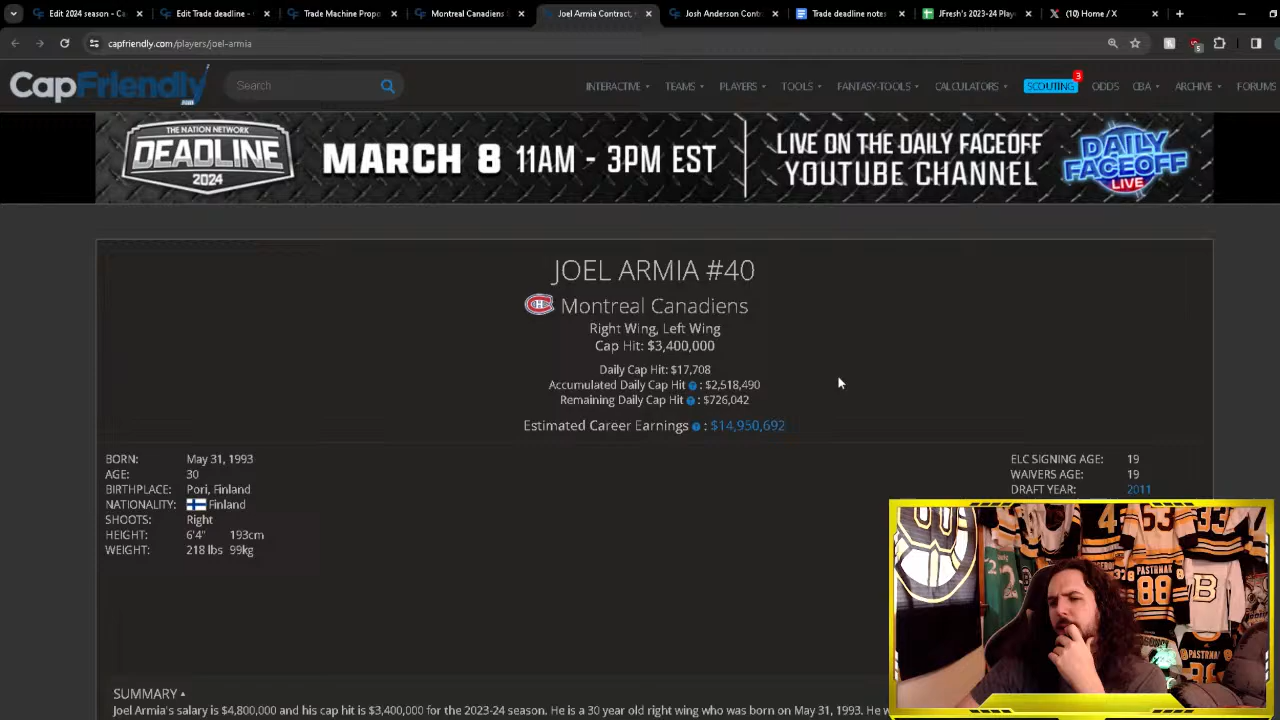 Edit 2024 season - Ca
Edit Trade deadline -
Trade Machine Propo
Montreal Canadiens
Joel Armia Contract,
Josh Anderson Cont
Trade deadline notes
JFresh's 2023-24 Play
(10) Home / X
capfriendly.com/players/joel-armia
CapFriendly
Search
INTERACTIVE
TEAMS
PLAYERS
TOOLS
FANTASY-TOOLS
CALCULATORS
SCOUTING
3
ODDS
CBA
ARCHIVE
FORUMS
THE NATION NETWORK
DEADLINE
2024
MARCH 8 11AM - 3PM EST
LIVE ON THE DAILY FACEOFF
YOUTUBE CHANNEL
DAILY
FACEOFF
LIVE
JOEL ARMIA #40
Montreal Canadiens
Right Wing, Left Wing
Cap Hit: $3,400,000
Daily Cap Hit: $17,708
Accumulated Daily Cap Hit : $2,518,490
Remaining Daily Cap Hit : $726,042
Estimated Career Earnings : $14,950,692
BORN: May 31, 1993
AGE: 30
BIRTHPLACE: Pori, Finland
NATIONALITY: Finland
SHOOTS: Right
HEIGHT: 6'4" 193cm
WEIGHT: 218 lbs 99kg
ELC SIGNING AGE: 19
WAIVERS AGE: 19
DRAFT YEAR: 2011
4
33
PASTRNAK
88
B
PASTRNAK
SUMMARY
Joel Armia's salary is $4,800,000 and his cap hit is $3,400,000 for the 2023-24 season. He is a 30 year old right wing who was born on May 31, 1993. He w